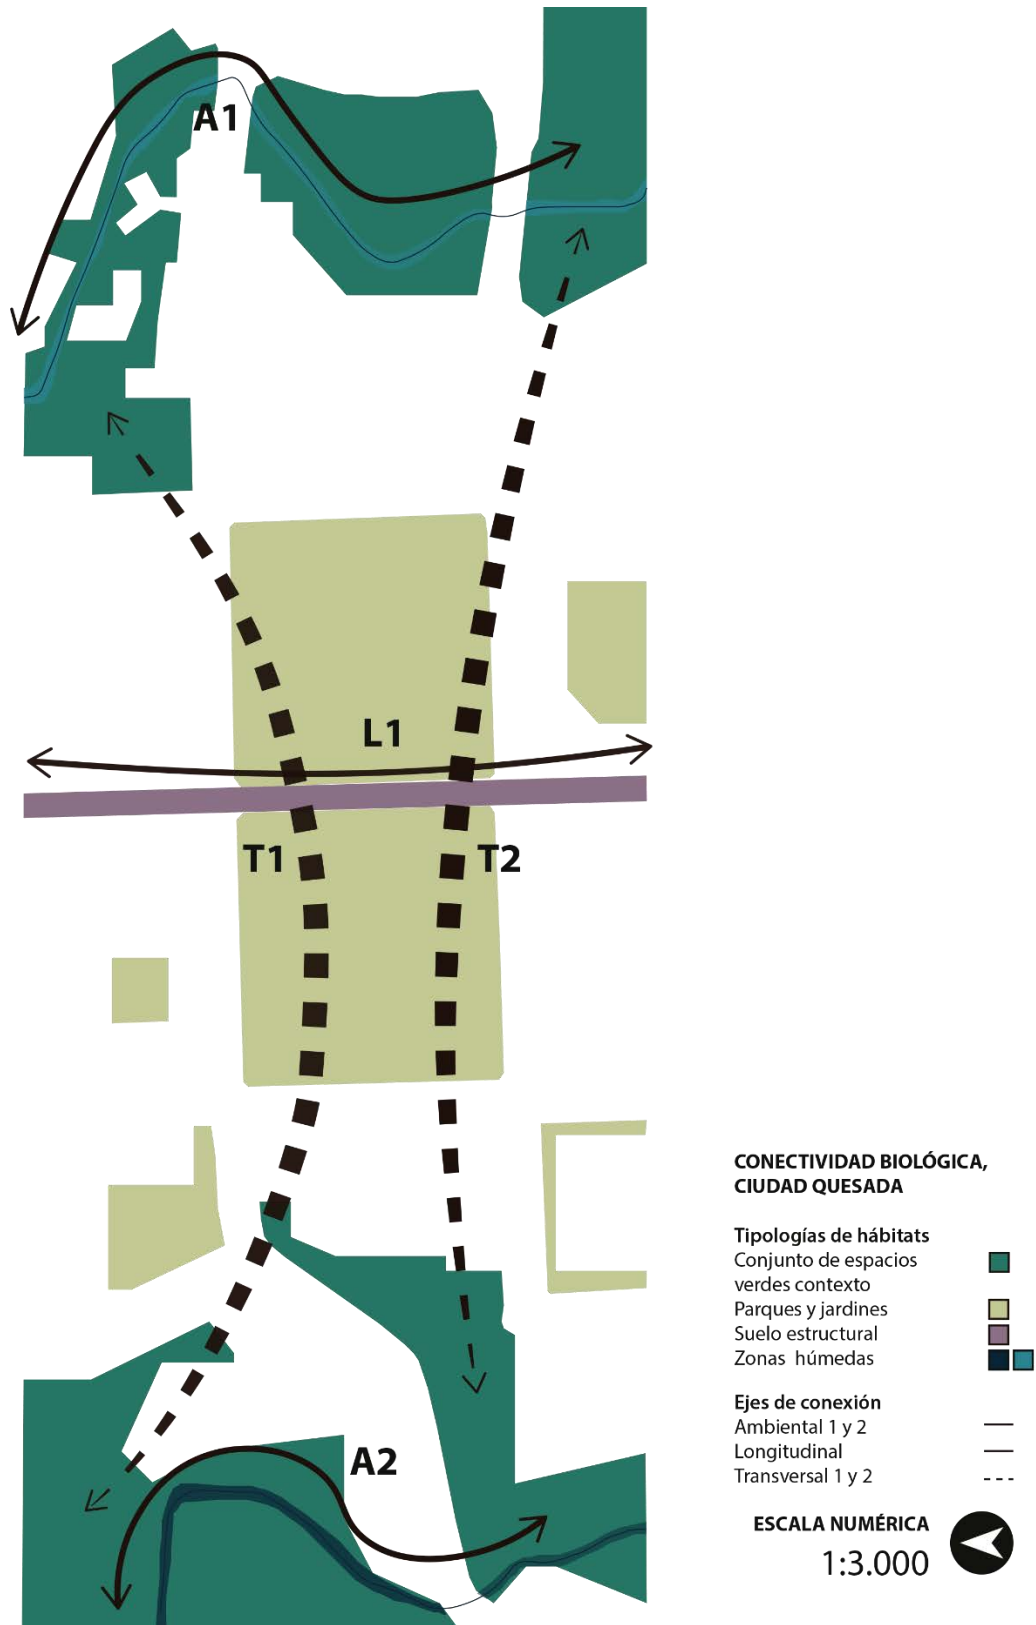 A1
L1
T1
T2
A2
CONECTIVIDAD BIOLÓGICA,
CIUDAD QUESADA
Tipologías de hábitats
Conjunto de espacios
verdes contexto
Parques y jardines
Suelo estructural
Zonas húmedas
Ejes de conexión
Ambiental 1 y 2
Longitudinal
Transversal 1 y 2
ESCALA NUMÉRICA
1:3.000